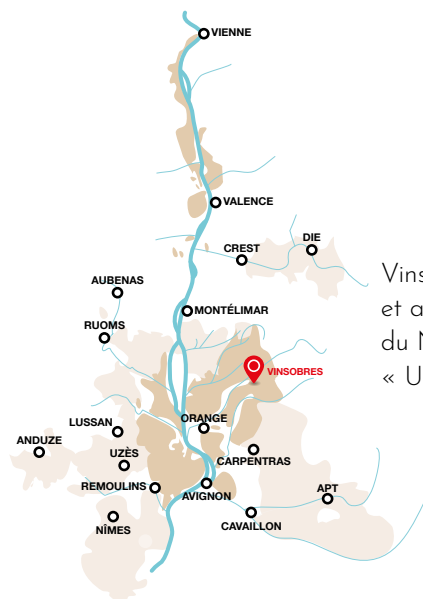 VIENNE
VALENCE
DIE
CREST
AUBENAS
MONTÉLIMAR
RUOMS
VINSOBRES
ORANGE
LUSSAN
ANDUZE
UZÈS
CARPENTRAS
REMOULINS
AVIGNON
APT
CAVAILLON
NÎMES
Vins
et a
du N
« U